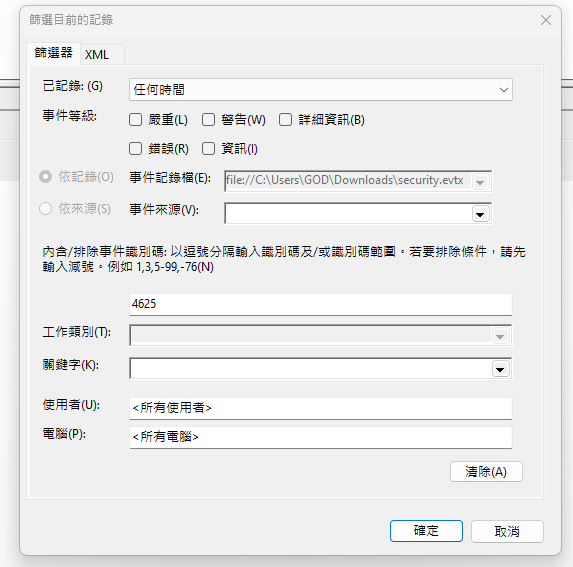 篩選目前的記錄
篩選器 XML
已記錄: (G) 任何時間
事件等級: 嚴重(L) 警告(W) 詳細資訊(B)
錯誤(R) 資訊(I)
依記錄(O) 事件記錄檔(E): file://C:\Users\GOD\Downloads\security.evtx
依來源(S) 事件來源(V):
內含/排除事件識別碼: 以逗號分隔輸入識別碼及/或識別碼範圍。若要排除條件，請先
輸入減號。例如 1,3,5-99,-76(N)
4625
工作類別(T):
關鍵字(K):
使用者(U): <所有使用者>
電腦(P): <所有電腦>
清除(A)
確定 取消